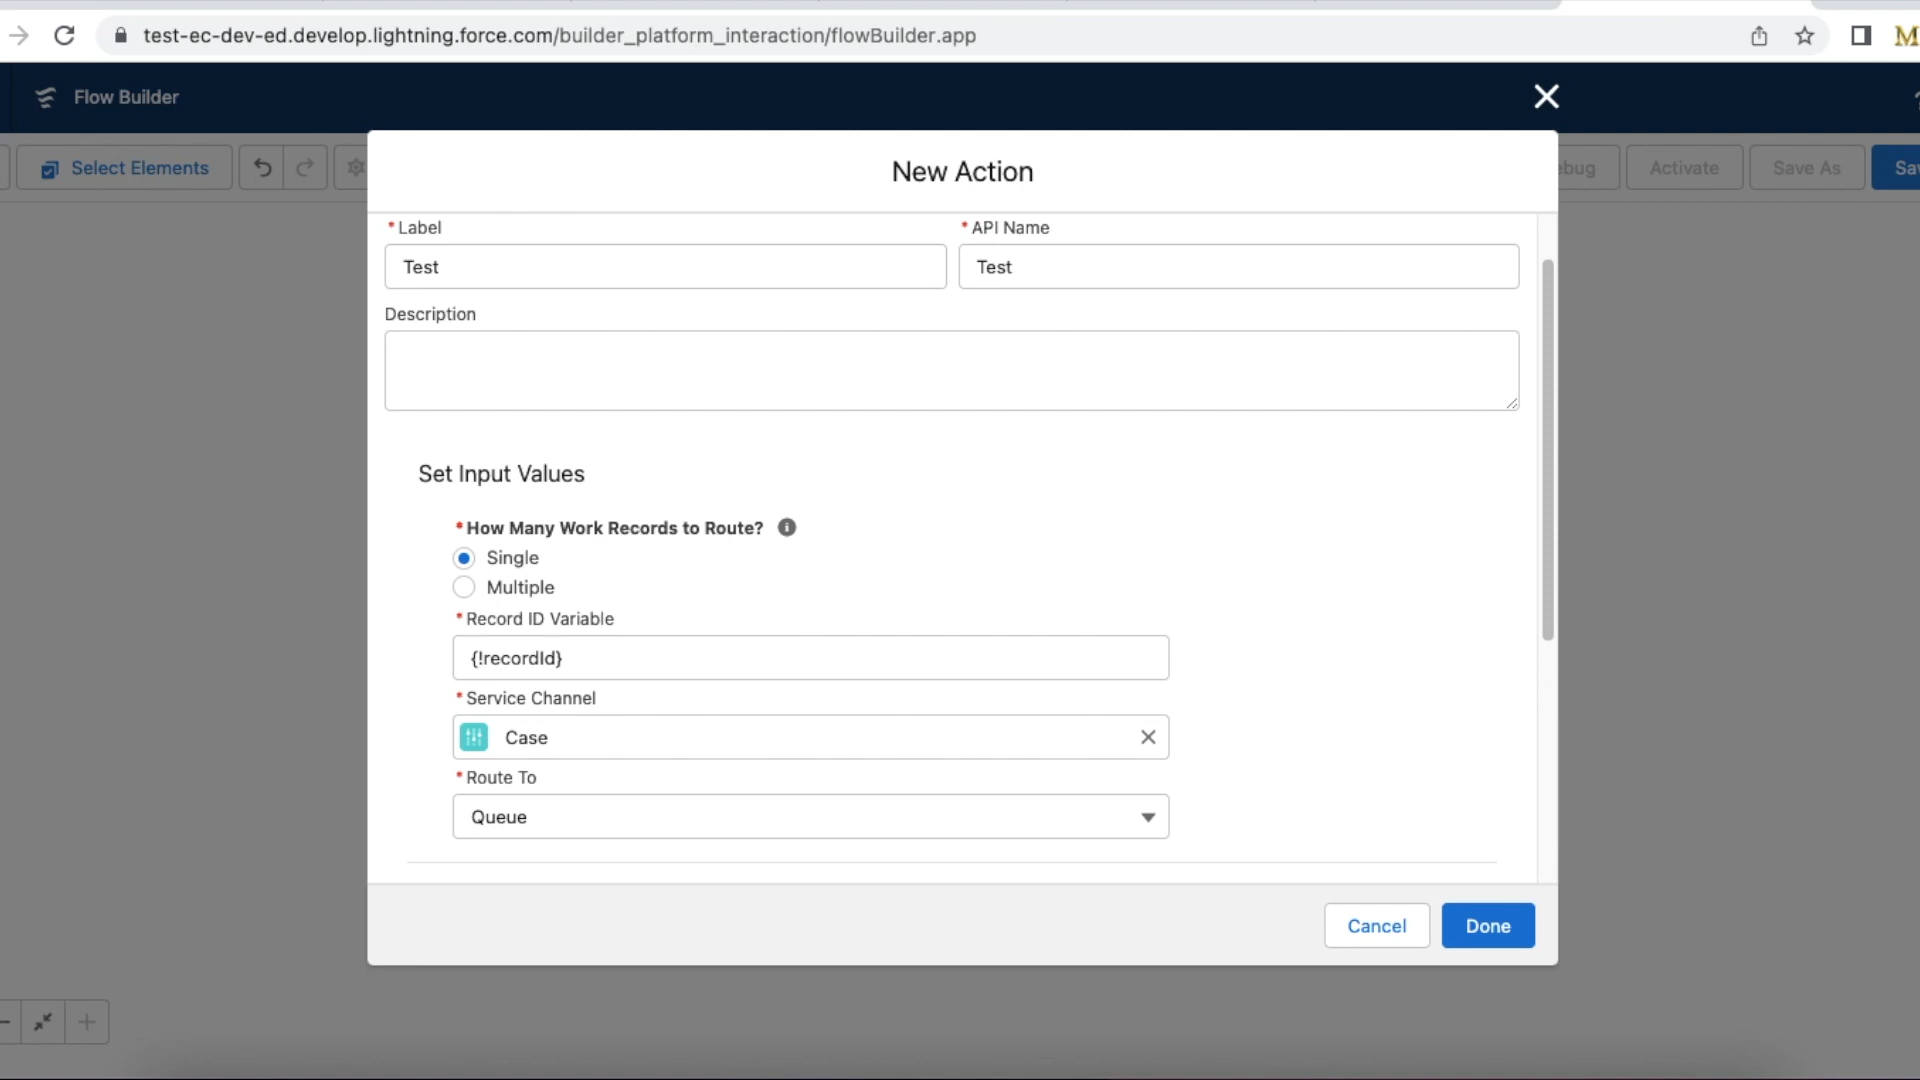 test-ec-dev-ed.develop.lightning.force.com/builder_platform_interaction/flowBuilder.app
M
Flow Builder
Select Elements
Activate
Save As
New Action
* Label
* API Name
Test
Test
Description
Set Input Values
* How Many Work Records to Route?
Single
Multiple
* Record ID Variable
{!recordId}
* Service Channel
Case
* Route To
Queue
Cancel
Done